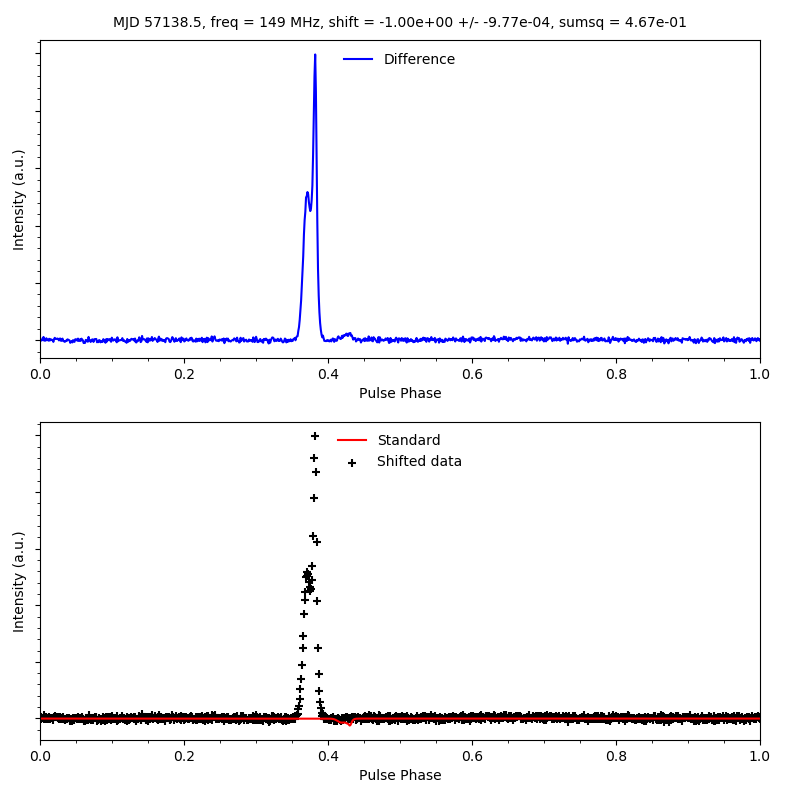 MJD 57138.5, freq = 149 MHz, shift = -1.00e+00 +/- -9.77e-04, sumsq = 4.67e-01
Difference
Intensity (a.u.)
0.0 0.2 0.4 0.6 0.8 1.0
Pulse Phase
Standard
Shifted data
Intensity (a.u.)
0.0 0.2 0.4 0.6 0.8 1.0
Pulse Phase